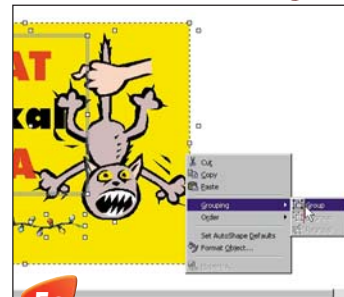 AT
kal
A
Cut
Copy
Paste
Grouping
Group
Order
Set AutoShape Defaults
Format Object...